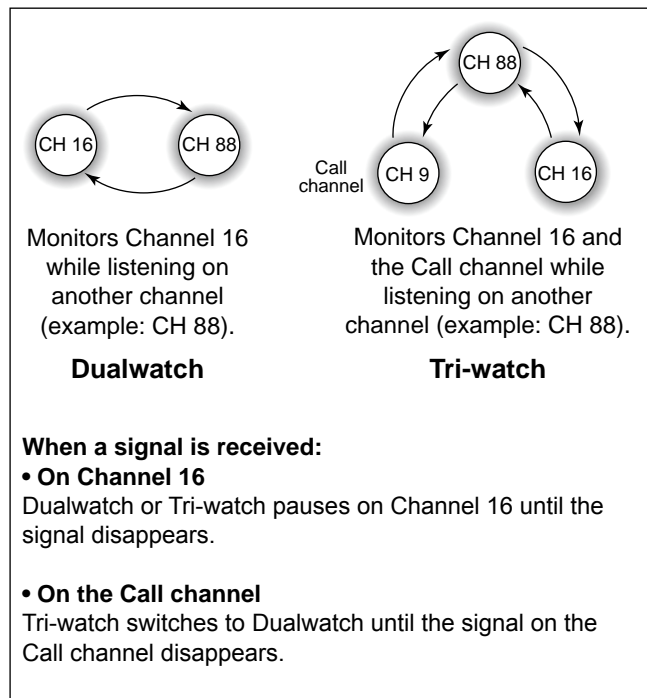 CH 16
CH 88
Monitors Channel 16
while listening on
another channel
(example: CH 88).
Dualwatch
CH 88
Call
channel
CH 9
CH 16
Monitors Channel 16 and
the Call channel while
listening on another
channel (example: CH 88).
Tri-watch
When a signal is received:
• On Channel 16
Dualwatch or Tri-watch pauses on Channel 16 until the
signal disappears.
• On the Call channel
Tri-watch switches to Dualwatch until the signal on the
Call channel disappears.